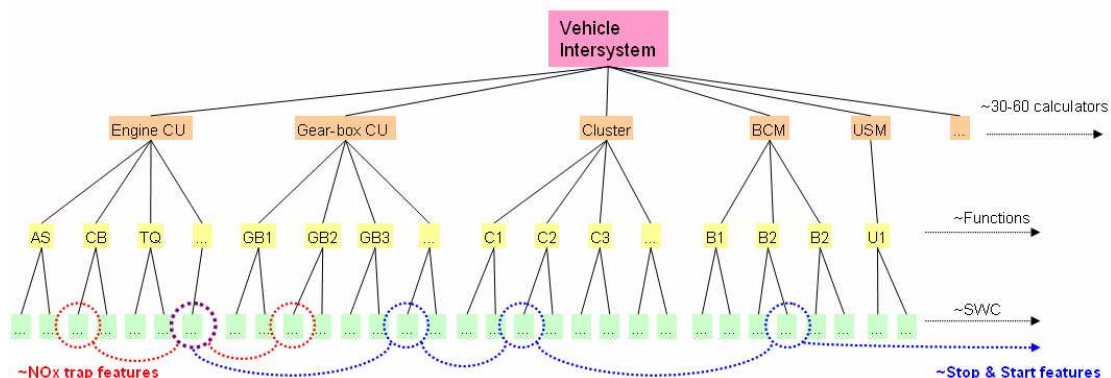 Vehicle
Intersystem
~30-60 calculators
Engine CU Gear-box CU Cluster BCM USM ...
~Functions
AS CB TQ ... GB1 GB2 GB3 ... C1 C2 C3 ... B1 B2 B2 U1
~SWC
... ... ... ... ... ... ... ... ... ... ... ... ... ... ... ... ... ... ... ... ... ... ... ... ... ... ... ... ... ... ...
~NOx trap features ~Stop & Start features